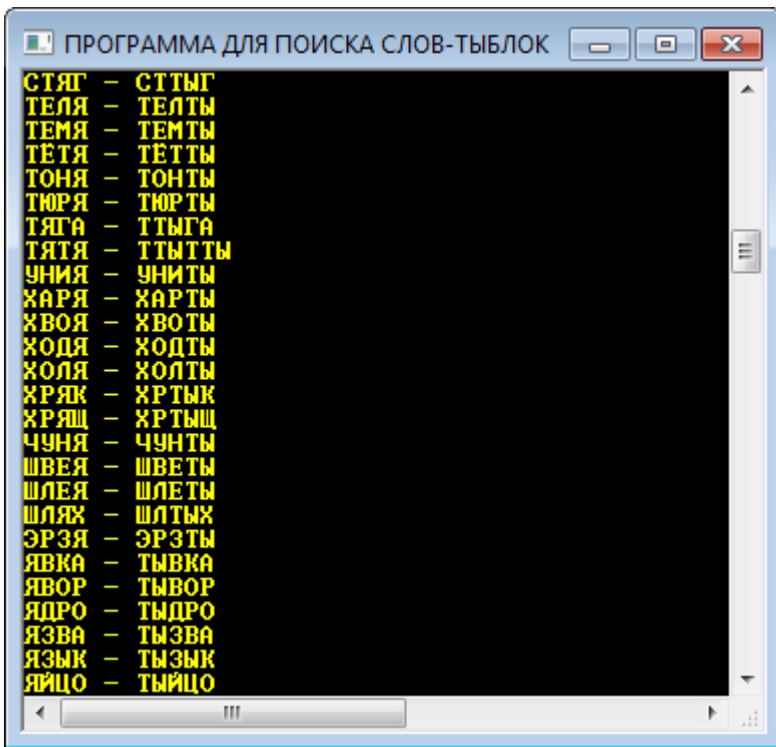 ПРОГРАММА ДЛЯ ПОИСКА СЛОВ-ТЫБЛОК
СТЯГ - СТТЫГ
ТЕЛЯ - ТЕЛТЫ
ТЕМЯ - ТЕМТЫ
ТЁТЯ - ТЁТТЫ
ТОНЯ - ТОНТЫ
ТЮРЯ - ТЮРТЫ
ТЯГА - ТТЫГА
ТЯТЯ - ТТЫТТЫ
УНИЯ - УНИТЫ
ХАРЯ - ХАРТЫ
ХВОЯ - ХВОТЫ
ХОДЯ - ХОДТЫ
ХОЛЯ - ХОЛТЫ
ХРЯК - ХРТЫК
ХРЯЩ - ХРТЫЩ
ЧУНЯ - ЧУНТЫ
ШВЕЯ - ШВЕТЫ
ШЛЕЯ - ШЛЕТЫ
ШЛЯХ - ШЛТЫХ
ЭРЗЯ - ЭРЗТЫ
ЯВКА - ТЫВКА
ЯВОР - ТЫВОР
ЯДРО - ТЫДРО
ЯЗВА - ТЫЗВА
ЯЗЫК - ТЫЗЫК
ЯЙЦО - ТЫЙЦО